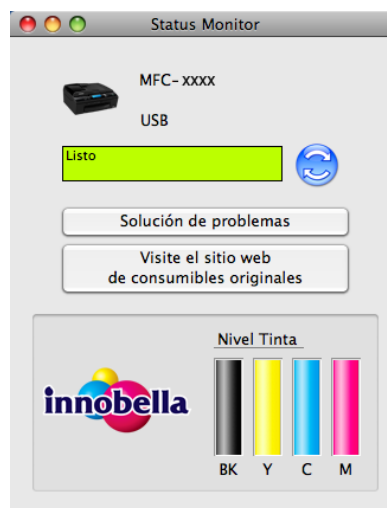 Status Monitor
MFC-xxxx
USB
Listo
Solución de problemas
Visite el sitio web
de consumibles originales
Nivel Tinta
innobella
BK Y C M